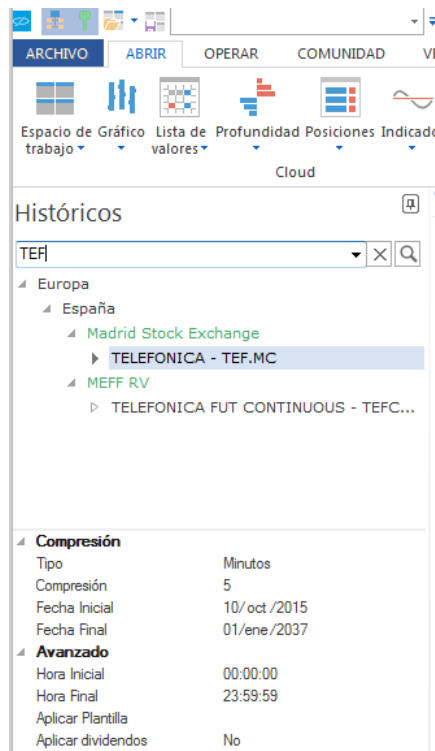 ARCHIVO ABRIR OPERAR COMUNIDAD
Espacio de trabajo Gráfico Lista de valores Profundidad Posiciones
Cloud
Históricos
TEF
Europa
España
Madrid Stock Exchange
TELEFONICA - TEF.MC
MEFF RV
TELEFONICA FUT CONTINUOUS - TEFC...
Compresión
Tipo Minutos
Compresión 5
Fecha Inicial 10/oct/2015
Fecha Final 01/ene/2037
Avanzado
Hora Inicial 00:00:00
Hora Final 23:59:59
Aplicar Plantilla
Aplicar dividendos No